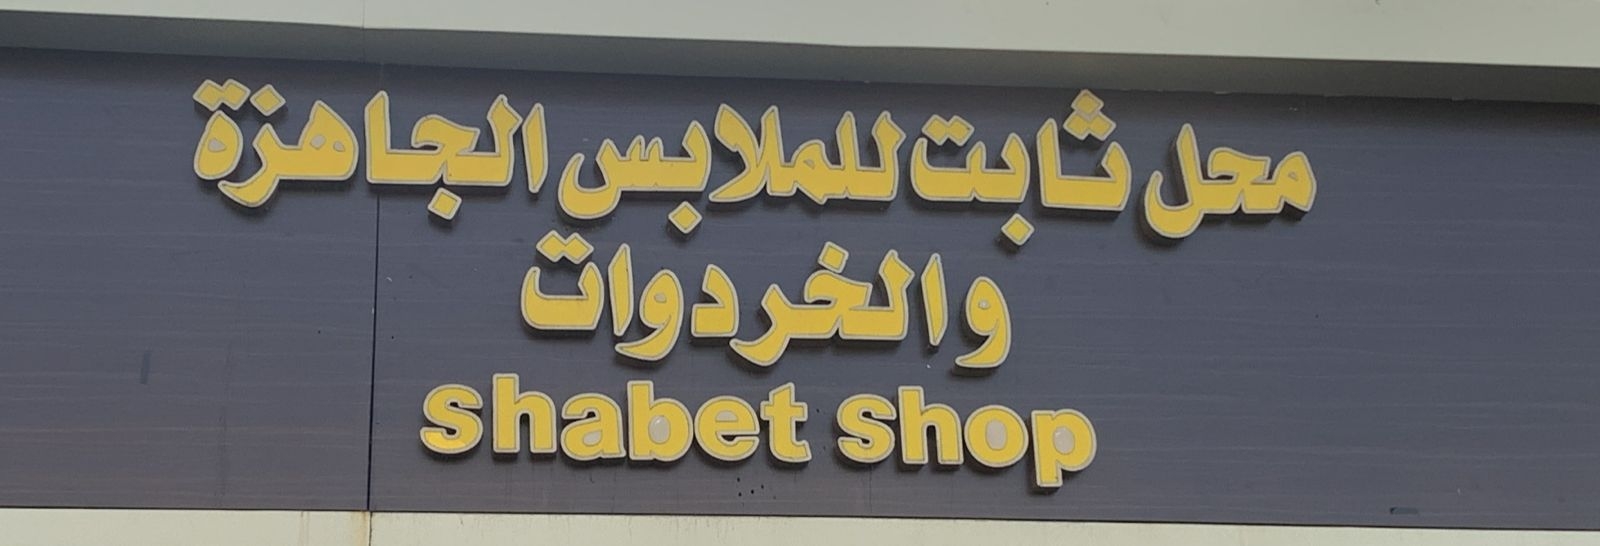 محل ثابت للملابس الجاهزة
والخردوات
shabet shop